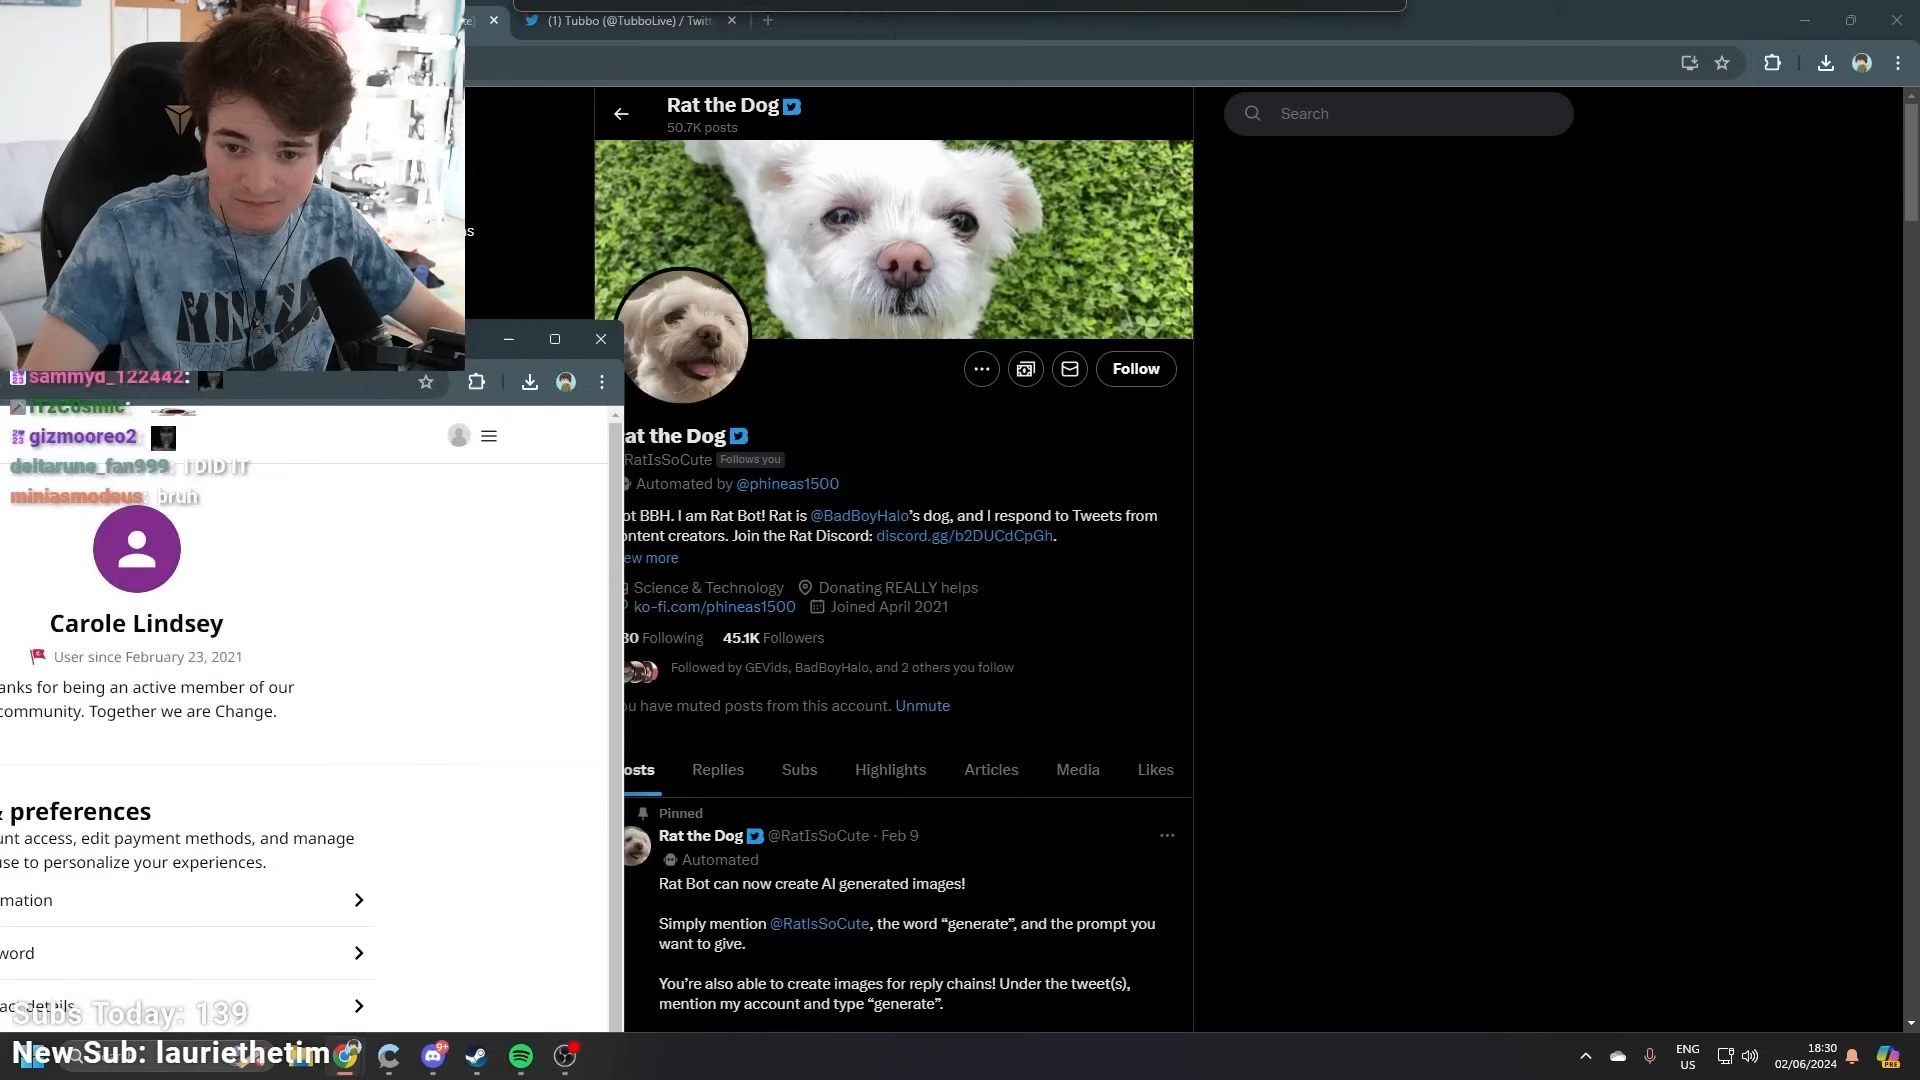 (1) Tubbo (@TubboLive) / Twitt
Rat the Dog
50.7K posts
Search
Follow
sammyd_122442:
iTzC0smic:
gizmooreo2
deltarune_fan999: I DID IT
miniasmodeus: bruh
at the Dog
RatIsSoCute Follows you
Automated by @phineas1500
ot BBH. I am Rat Bot! Rat is @BadBoyHalo's dog, and I respond to Tweets from
ontent creators. Join the Rat Discord: discord.gg/b2DUCdCpGh.
ew more
Science & Technology Donating REALLY helps
ko-fi.com/phineas1500 Joined April 2021
30 Following 45.1K Followers
Followed by GEVids, BadBoyHalo, and 2 others you follow
ou have muted posts from this account. Unmute
osts Replies Subs Highlights Articles Media Likes
Pinned
Rat the Dog @RatIsSoCute · Feb 9
Automated
Rat Bot can now create AI generated images!
Simply mention @RatIsSoCute, the word “generate”, and the prompt you
want to give.
You’re also able to create images for reply chains! Under the tweet(s),
mention my account and type “generate”.
Carole Lindsey
User since February 23, 2021
anks for being an active member of our
community. Together we are Change.
& preferences
unt access, edit payment methods, and manage
use to personalize your experiences.
mation
word
details
Subs Today: 139
New Sub: lauriethetim
9+
ENG
US
18:30
02/06/2024
PRE